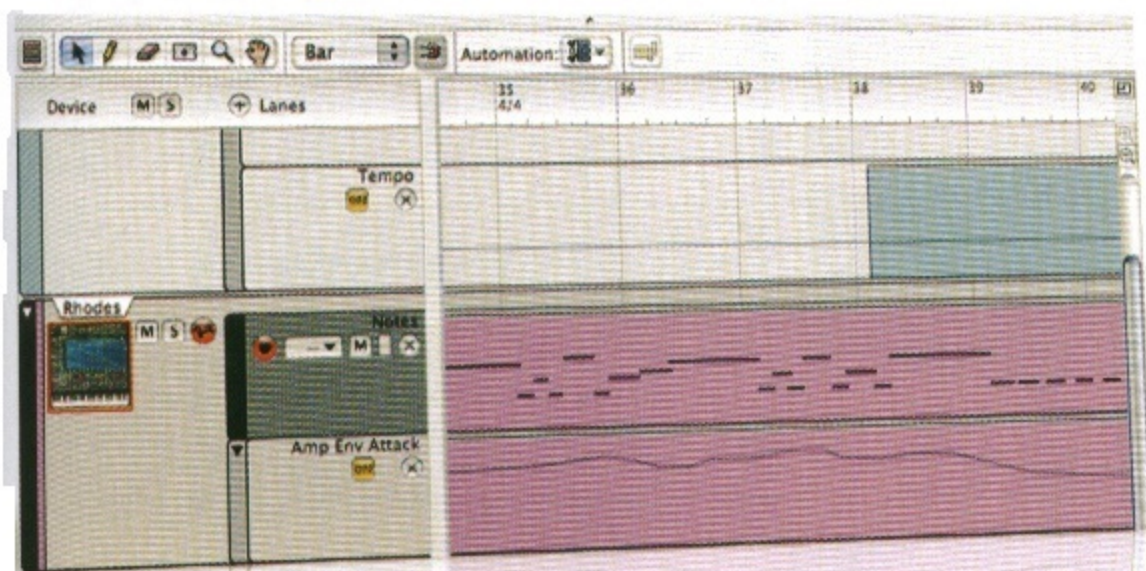 Bar Automation:
35 36 37 38 39 40
4/4
Device M S Lanes
Tempo
Rhodes
M S
Notes
M
Amp Env Attack